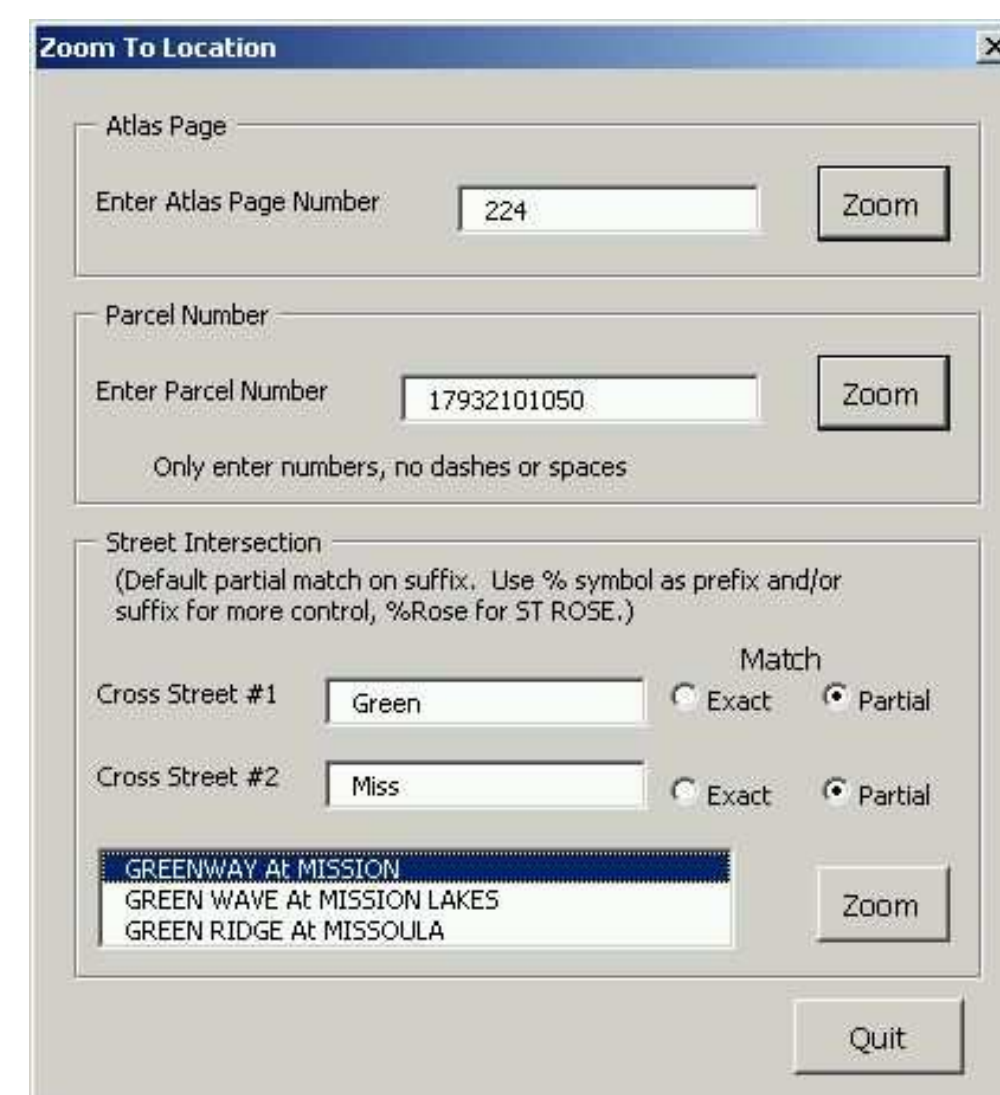 Zoom To Location
Atlas Page
Enter Atlas Page Number 224 Zoom
Parcel Number
Enter Parcel Number 17932101050 Zoom
Only enter numbers, no dashes or spaces
Street Intersection
(Default partial match on suffix. Use % symbol as prefix and/or
suffix for more control, %Rose for ST ROSE.)
Match
Cross Street #1 Green Exact Partial
Cross Street #2 Miss Exact Partial
GREENWAY At MISSION
GREEN WAVE At MISSION LAKES
GREEN RIDGE At MISSOULA
Zoom
Quit